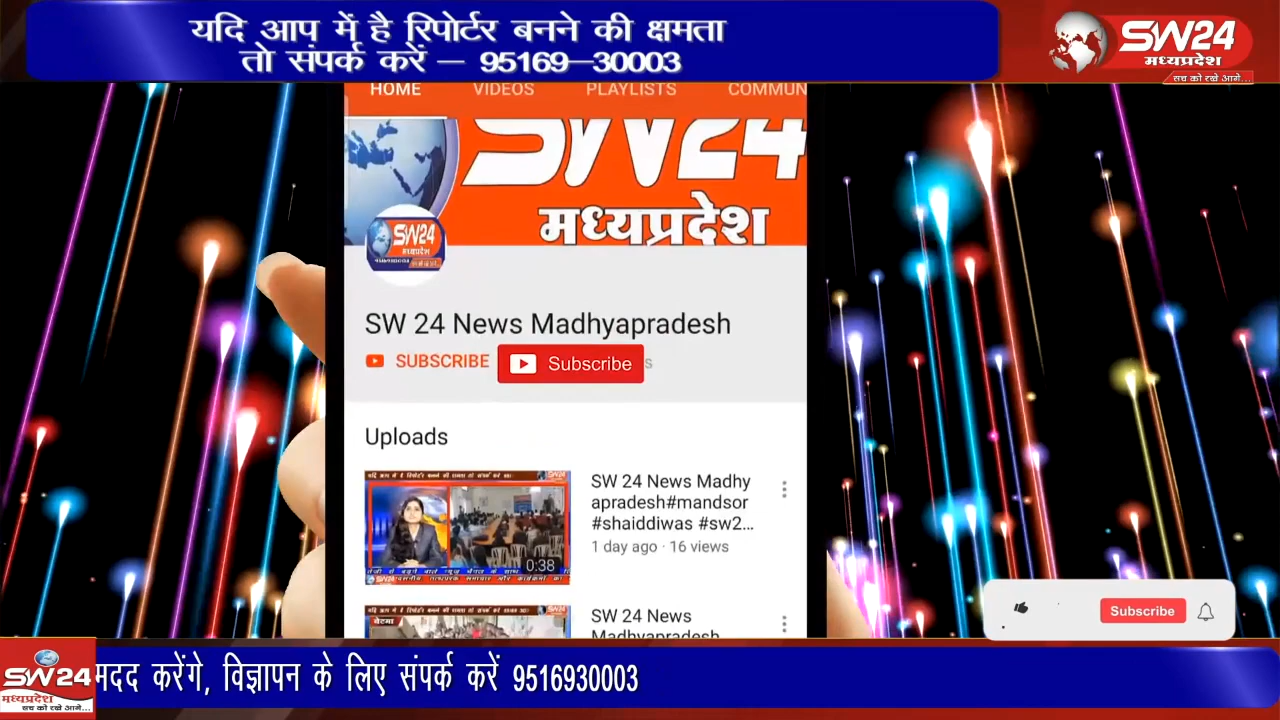 यदि आप में है रिपोर्टर बनने की क्षमता
तो संपर्क करें – 95169–30003
SW24
मध्यप्रदेश
सच को रखे आगे...
HOME VIDEOS PLAYLISTS COMMUN
SW24
मध्यप्रदेश
SW24
SW 24 News Madhyapradesh
SUBSCRIBE
Subscribe
s
Uploads
SW 24 News Madhy
apradesh#mandsor
#shaiddiwas #sw2...
1 day ago · 16 views
0:38
SW 24 News
Madhyapradesh
बेटमा
Subscribe
SW24
मध्यप्रदेश
सच को रखे आगे...
मदद करेंगे, विज्ञापन के लिए संपर्क करें 9516930003